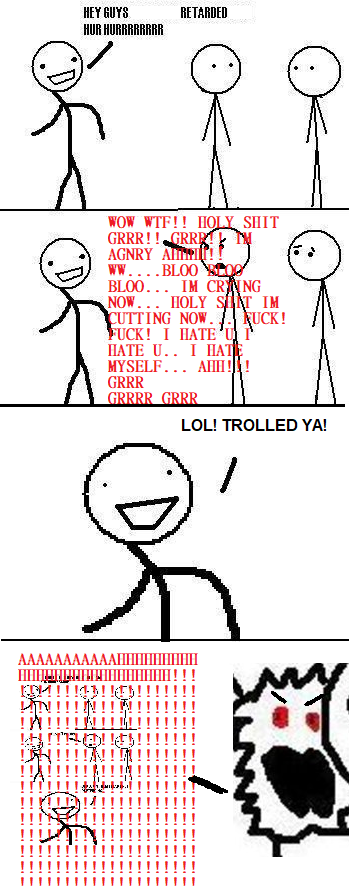 HEY GUYS RETARDED
HUR HURRRRRRRR
WOW WTF!! HOLY SHIT
GRRR!! GRRR!! IM
AGNRY AHHHH!!
WW....BLOO BLOO
BLOO... IM CRYING
NOW... HOLY SHIT IM
CUTTING NOW... FUCK!
FUCK! I HATE U I
HATE U.. I HATE
MYSELF... AHH!!!
GRRR
GRRRR GRRR
LOL! TROLLED YA!
AAAAAAAAAAAHHHHHHHHHH
HHHHHHHHHHHHHHHHHH!!!
!!!!!!!!!!!!!!!!!!!!!
!!!!!!!!!!!!!!!!!!!!!
!!!!!!!!!!!!!!!!!!!!!
!!!!!!!!!!!!!!!!!!!!!
!!!!!!!!!!!!!!!!!!!!!
!!!!!!!!!!!!!!!!!!!!!
!!!!!!!!!!!!!!!!!!!!!
!!!!!!!!!!!!!!!!!!!!!
!!!!!!!!!!!!!!!!!!!!!
!!!!!!!!!!!!!!!!!!!!!
!!!!!!!!!!!!!!!!!!!!!
!!!!!!!!!!!!!!!!!!!!!
!!!!!!!!!!!!!!!!!!!!!